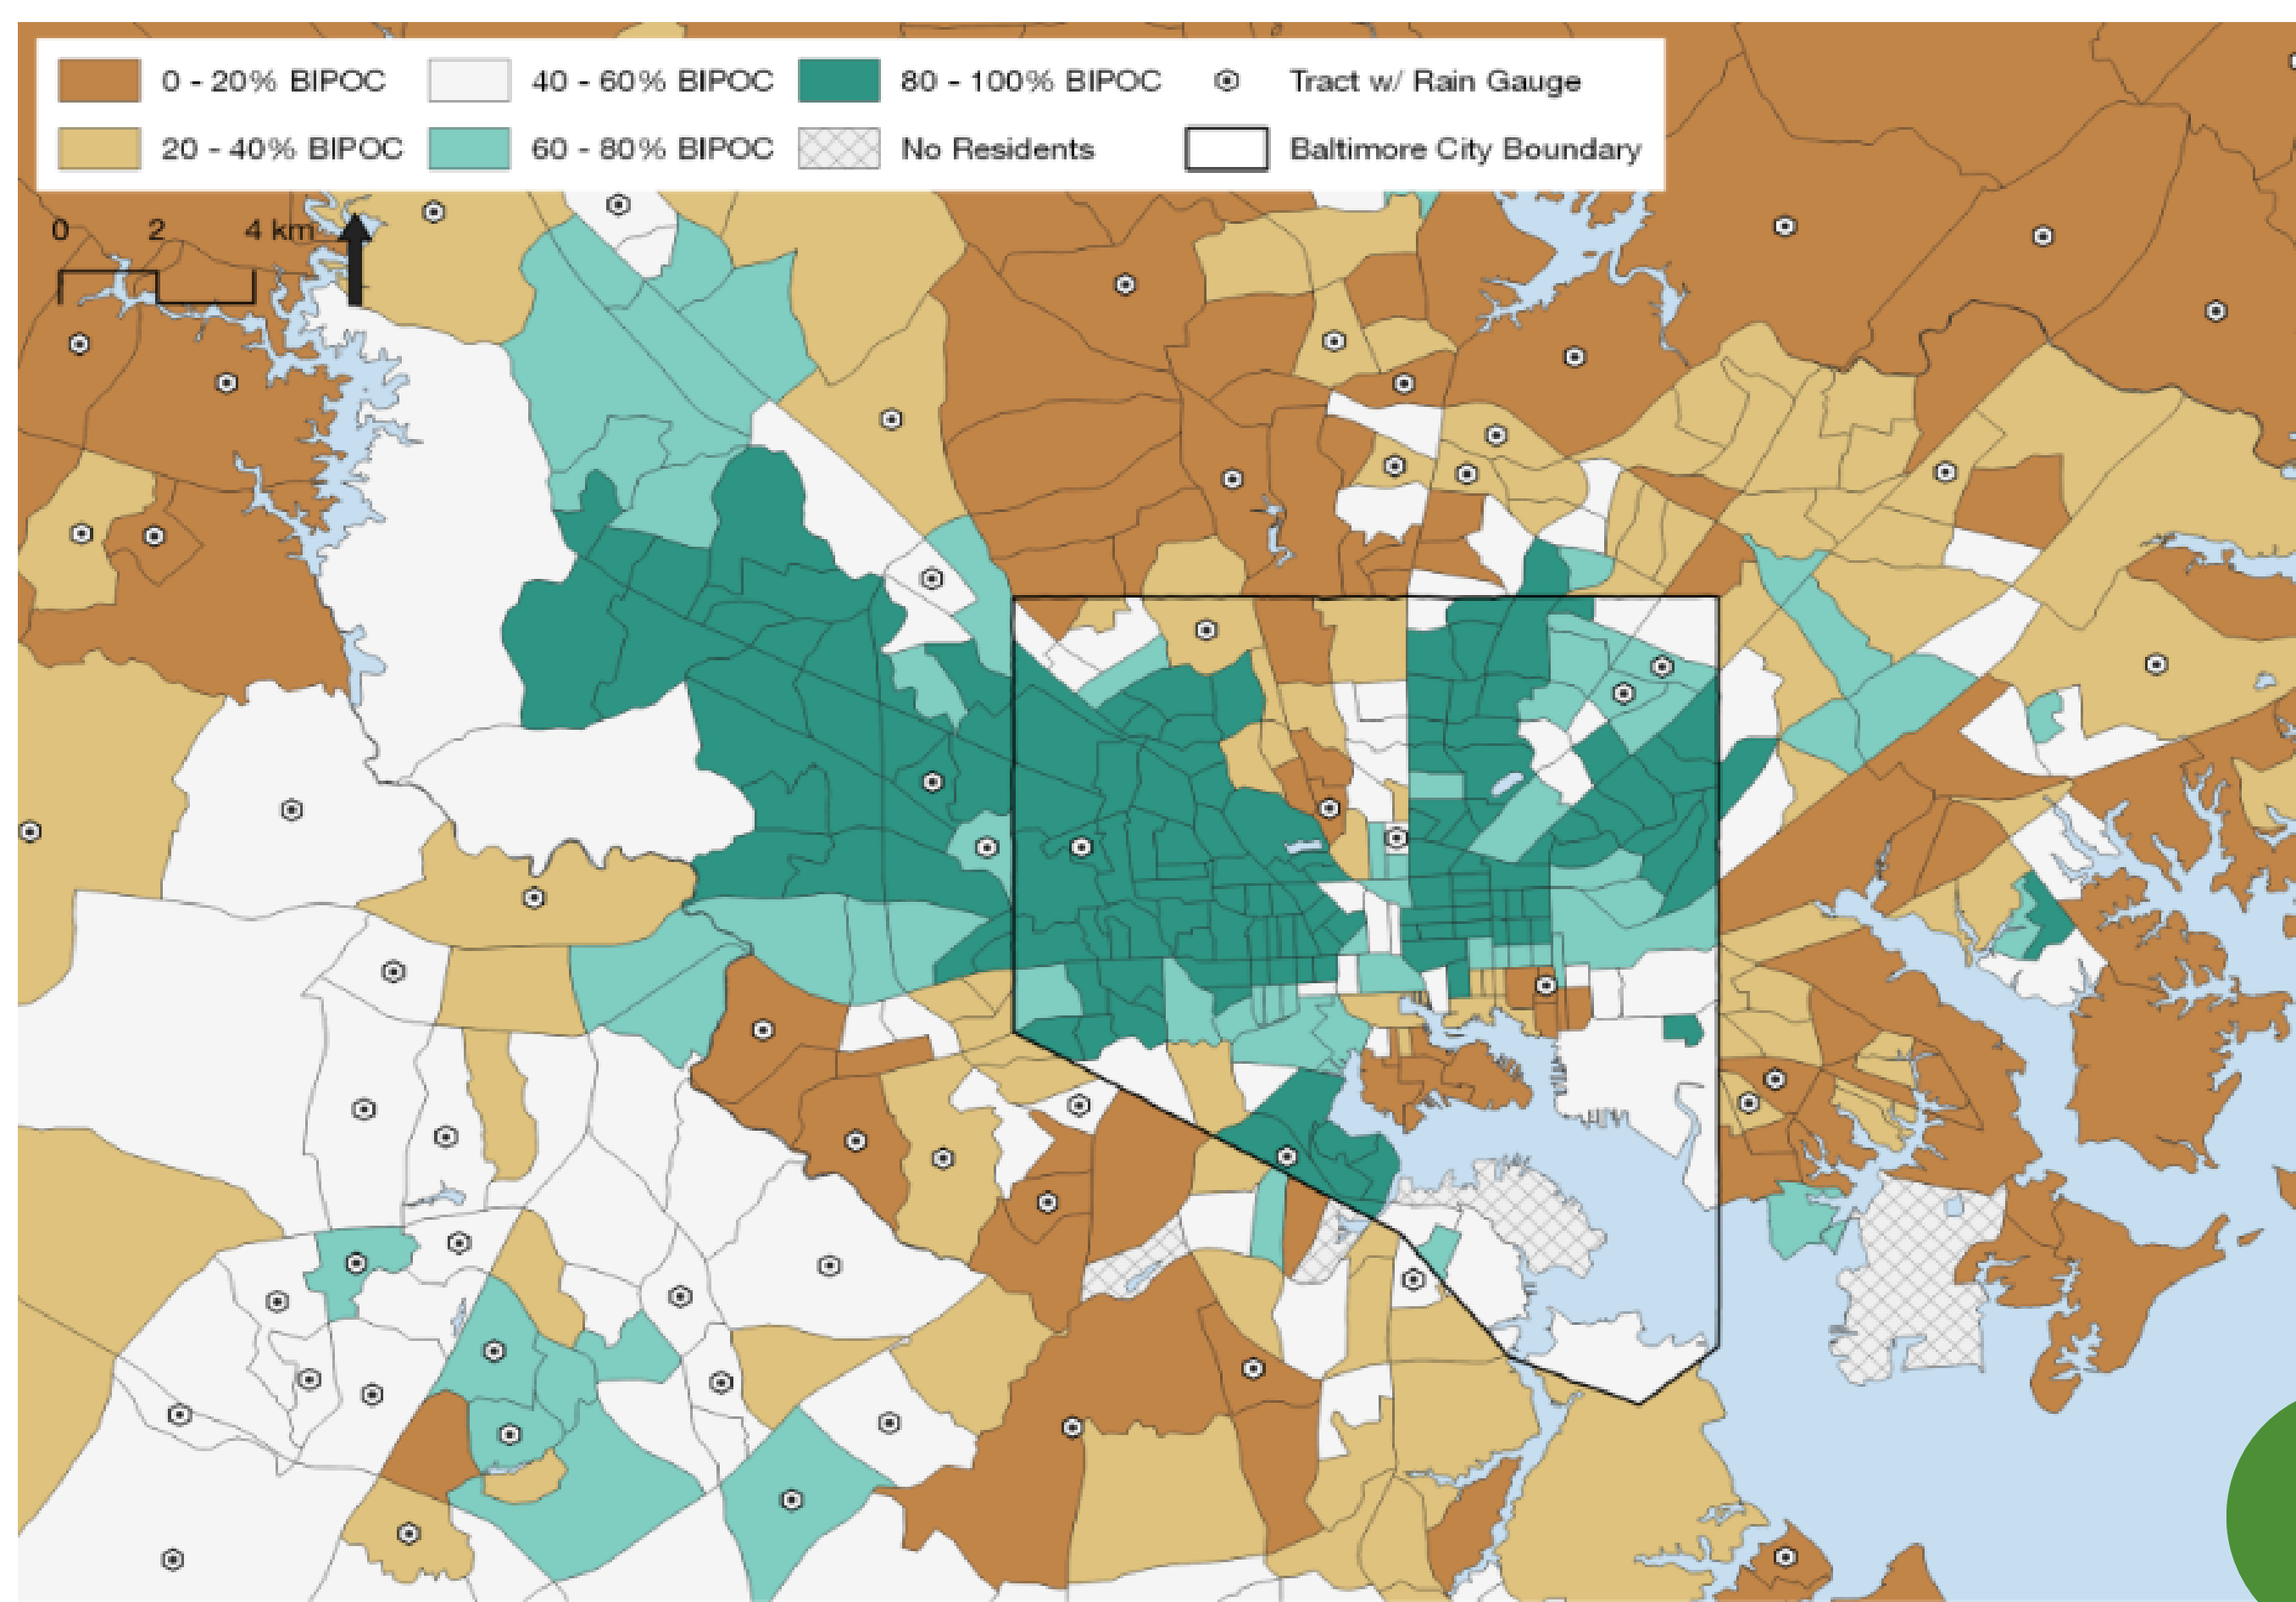 0 - 20% BIPOC 40 - 60% BIPOC 80 - 100% BIPOC Tract w/ Rain Gauge
20 - 40% BIPOC 60 - 80% BIPOC No Residents Baltimore City Boundary
0 2 4 km